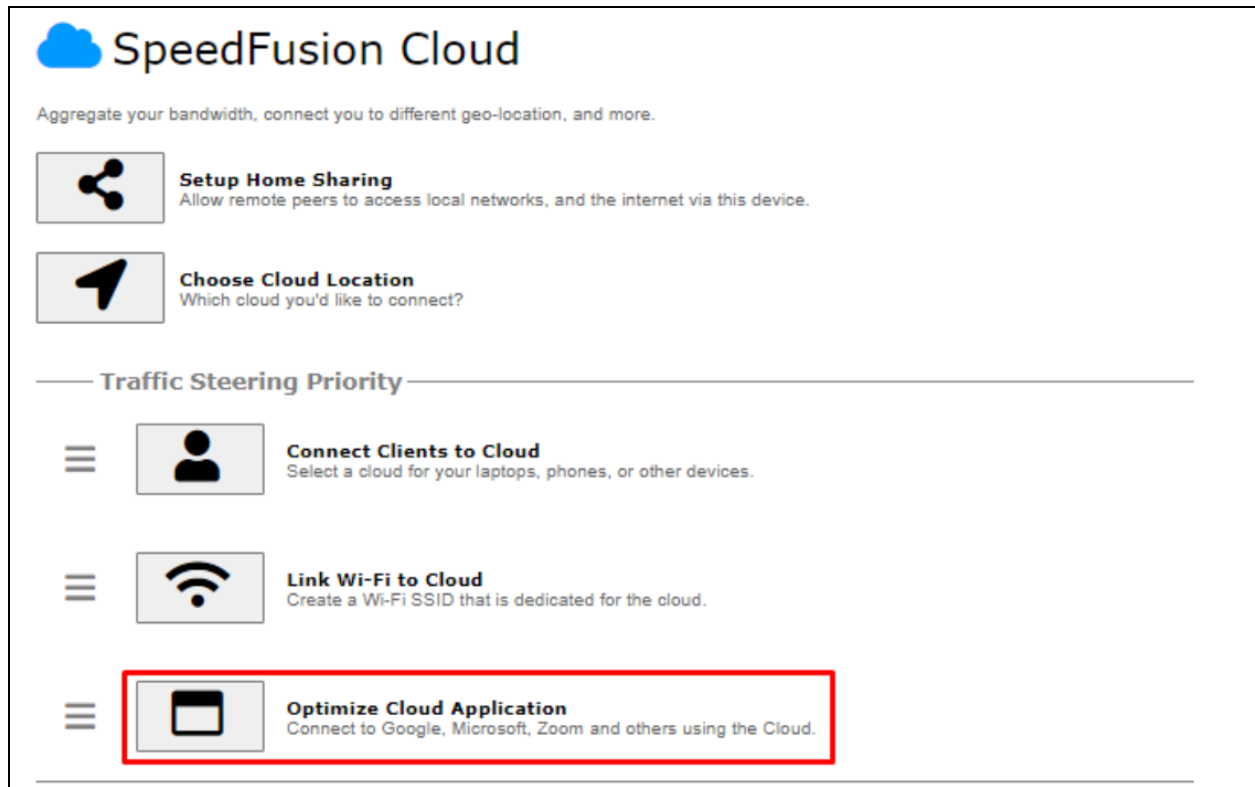 SpeedFusion Cloud
Aggregate your bandwidth, connect you to different geo-location, and more.
Setup Home Sharing
Allow remote peers to access local networks, and the internet via this device.
Choose Cloud Location
Which cloud you'd like to connect?
Traffic Steering Priority
Connect Clients to Cloud
Select a cloud for your laptops, phones, or other devices.
Link Wi-Fi to Cloud
Create a Wi-Fi SSID that is dedicated for the cloud.
Optimize Cloud Application
Connect to Google, Microsoft, Zoom and others using the Cloud.